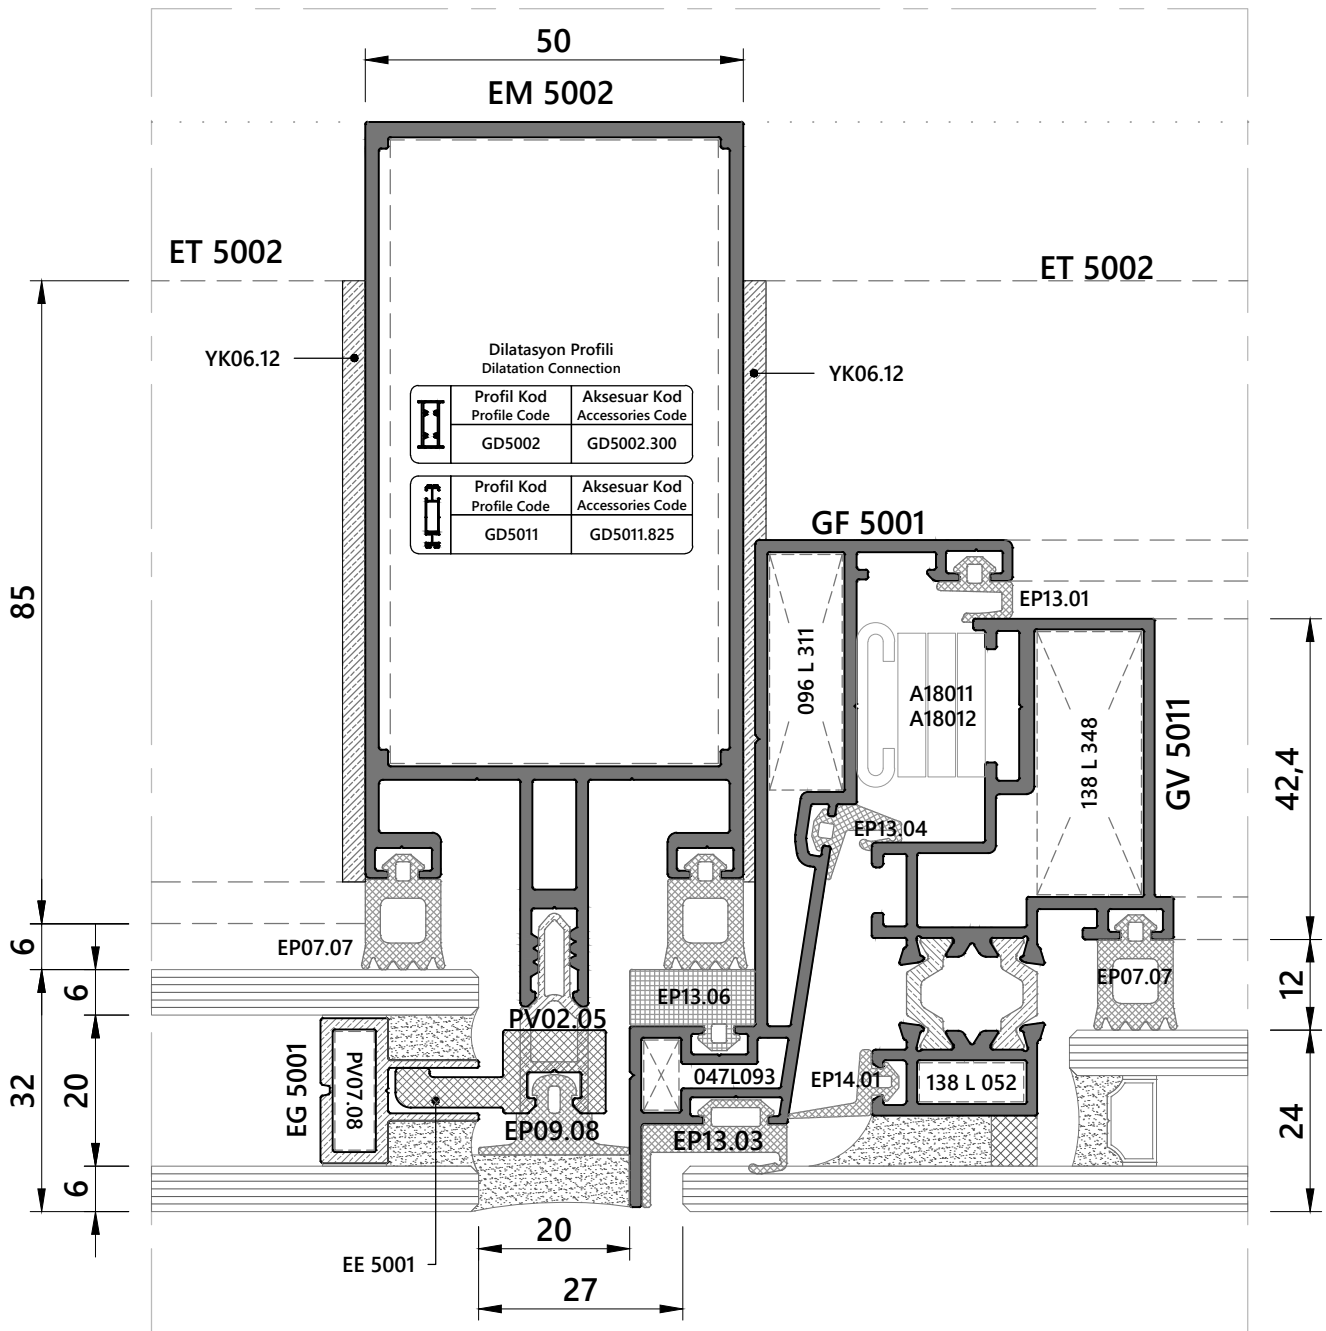 50
EM 5002
ET 5002
ET 5002
YK06.12
YK06.12
Dilatasyon Profili
Dilatation Connection
Profil Kod
Profile Code
Aksesuar Kod
Accessories Code
GD5002
GD5002.300
Profil Kod
Profile Code
Aksesuar Kod
Accessories Code
GD5011
GD5011.825
GF 5001
EP13.01
096 L 311
A18011
A18012
138 L 348
GV 5011
85
42,4
EP13.04
6
EP07.07
EP07.07
6
EP13.06
12
PV02.05
32
20
EG 5001
PV07.08
047L093
EP14.01
138 L 052
24
EP09.08
EP13.03
6
20
EE 5001
27